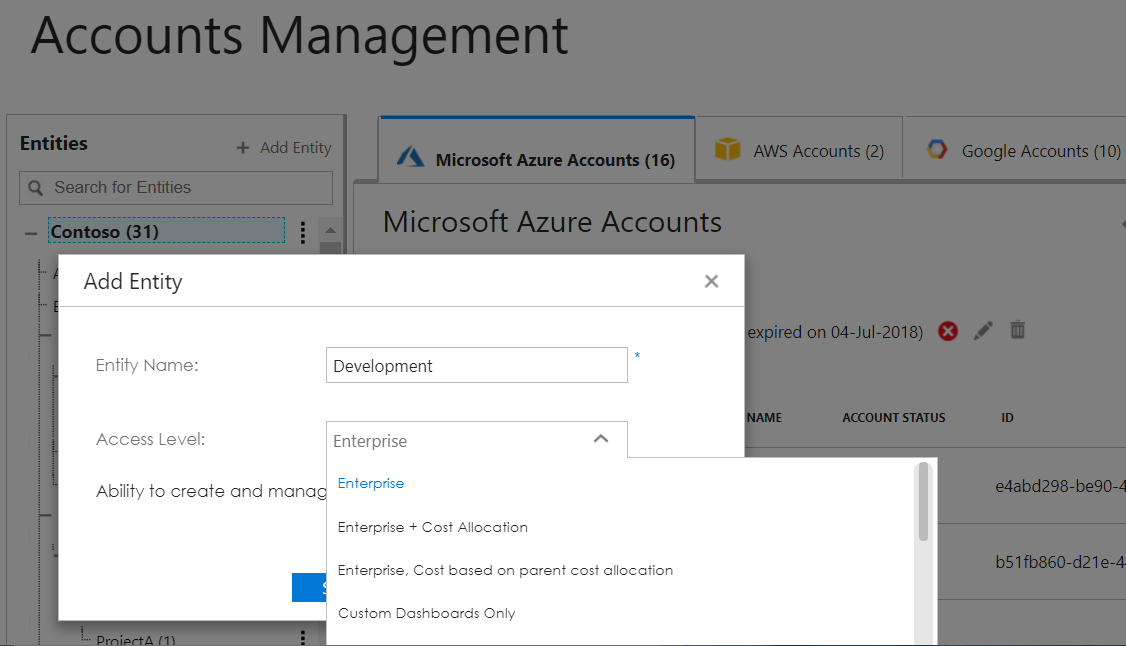 Accounts Management
Entities
+ Add Entity
Search for Entities
Contoso (31)
Microsoft Azure Accounts (16)
AWS Accounts (2)
Google Accounts (10)
Microsoft Azure Accounts
expired on 04-Jul-2018)
NAME
ACCOUNT STATUS
ID
e4abd298-be90-4
b51fb860-d21e-4
Add Entity
Entity Name:
Development
*
Access Level:
Enterprise
Ability to create and manag
Enterprise
Enterprise + Cost Allocation
Enterprise, Cost based on parent cost allocation
Custom Dashboards Only
ProjectA (1)